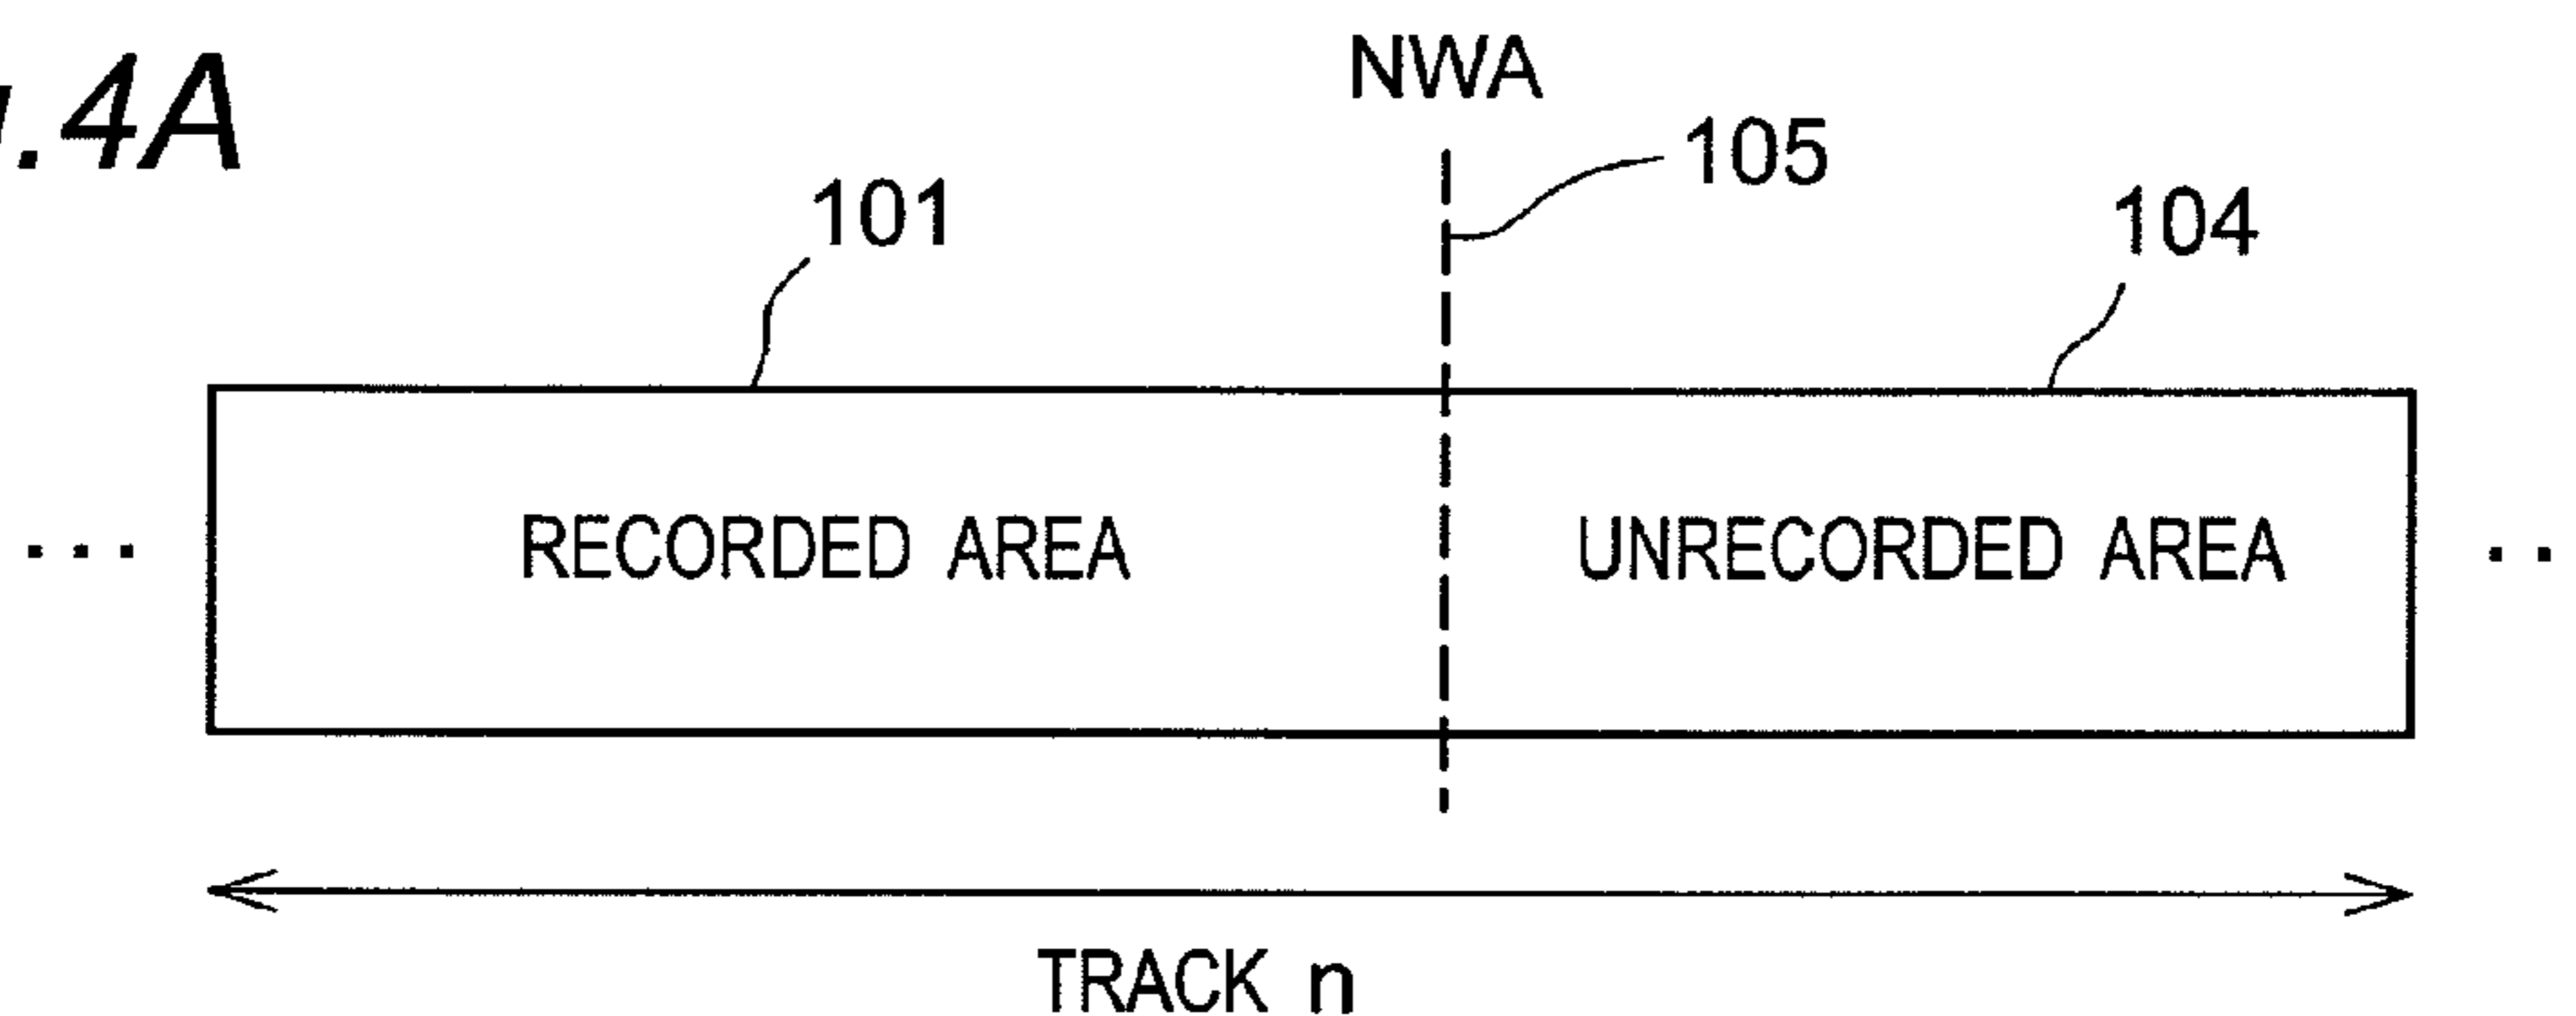 .4A
NWA
105
101
104
... RECORDED AREA UNRECORDED AREA ..
TRACK n